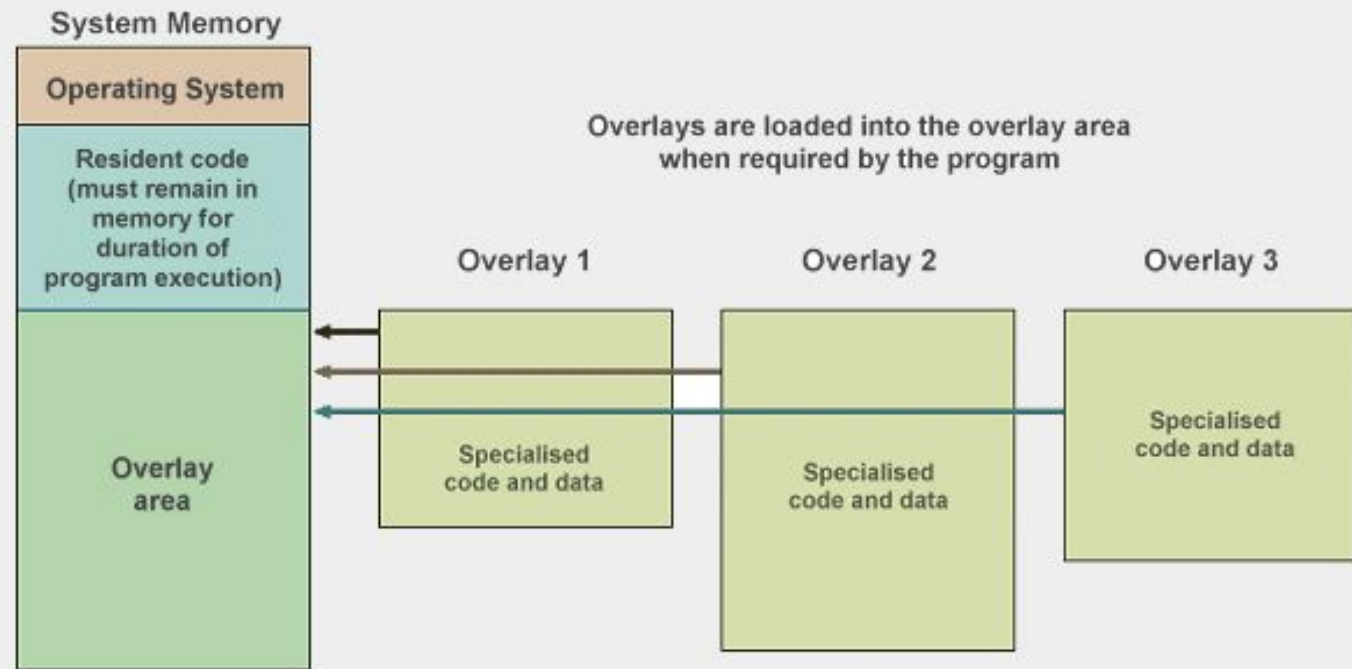 System Memory
Operating System
Resident code
(must remain in
memory for
duration of
program execution)
Overlay
area
Overlays are loaded into the overlay area
when required by the program
Overlay 1
Specialised
code and data
Overlay 2
Specialised
code and data
Overlay 3
Specialised
code and data